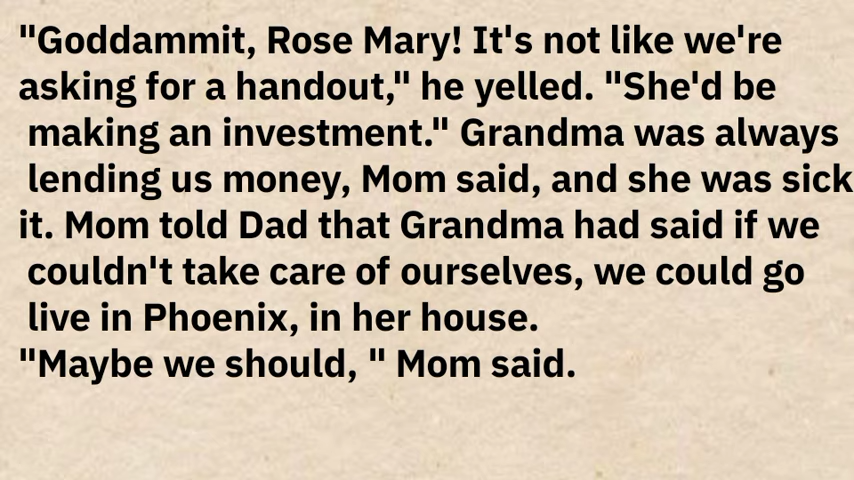 "Goddammit, Rose Mary! It's not like we're
asking for a handout," he yelled. "She'd be
making an investment." Grandma was always
lending us money, Mom said, and she was sick
it. Mom told Dad that Grandma had said if we
couldn't take care of ourselves, we could go
live in Phoenix, in her house.
"Maybe we should, " Mom said.